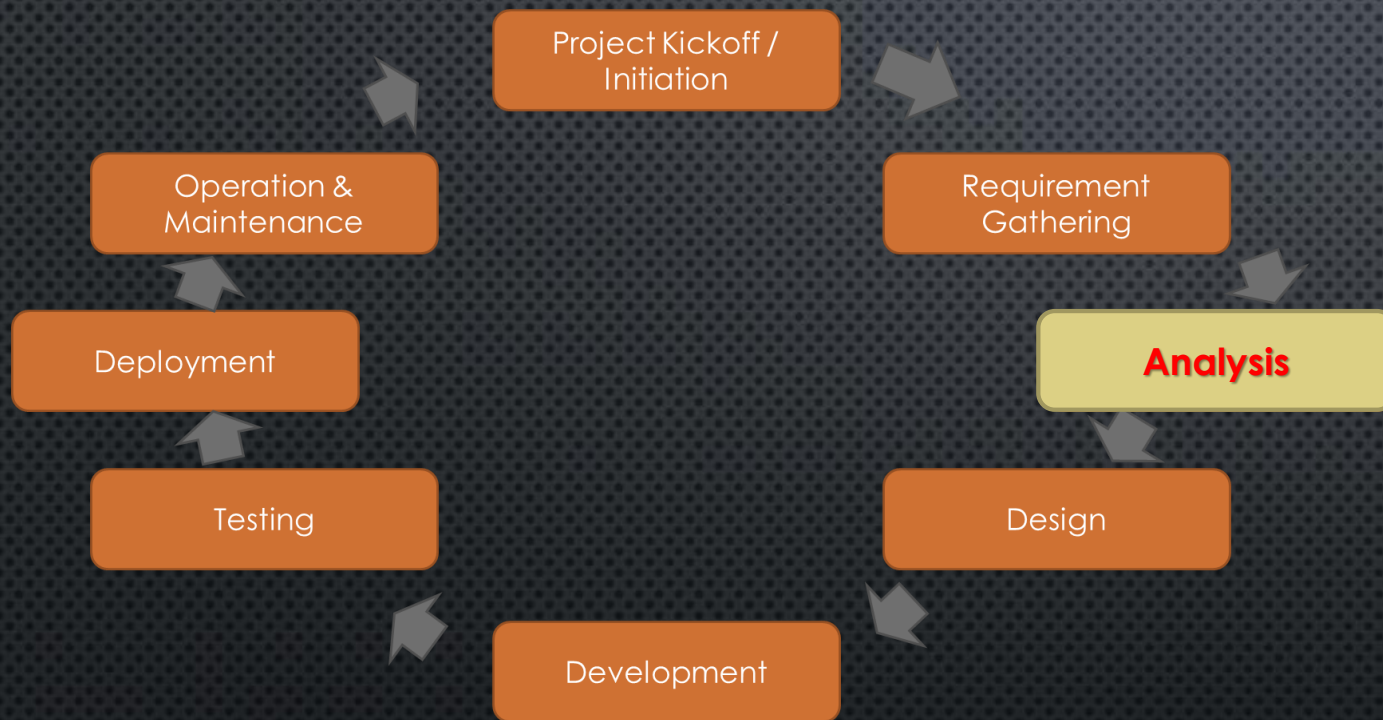 Project Kickoff /
Initiation
Operation &
Maintenance
Requirement
Gathering
Deployment
Analysis
Testing
Design
Development